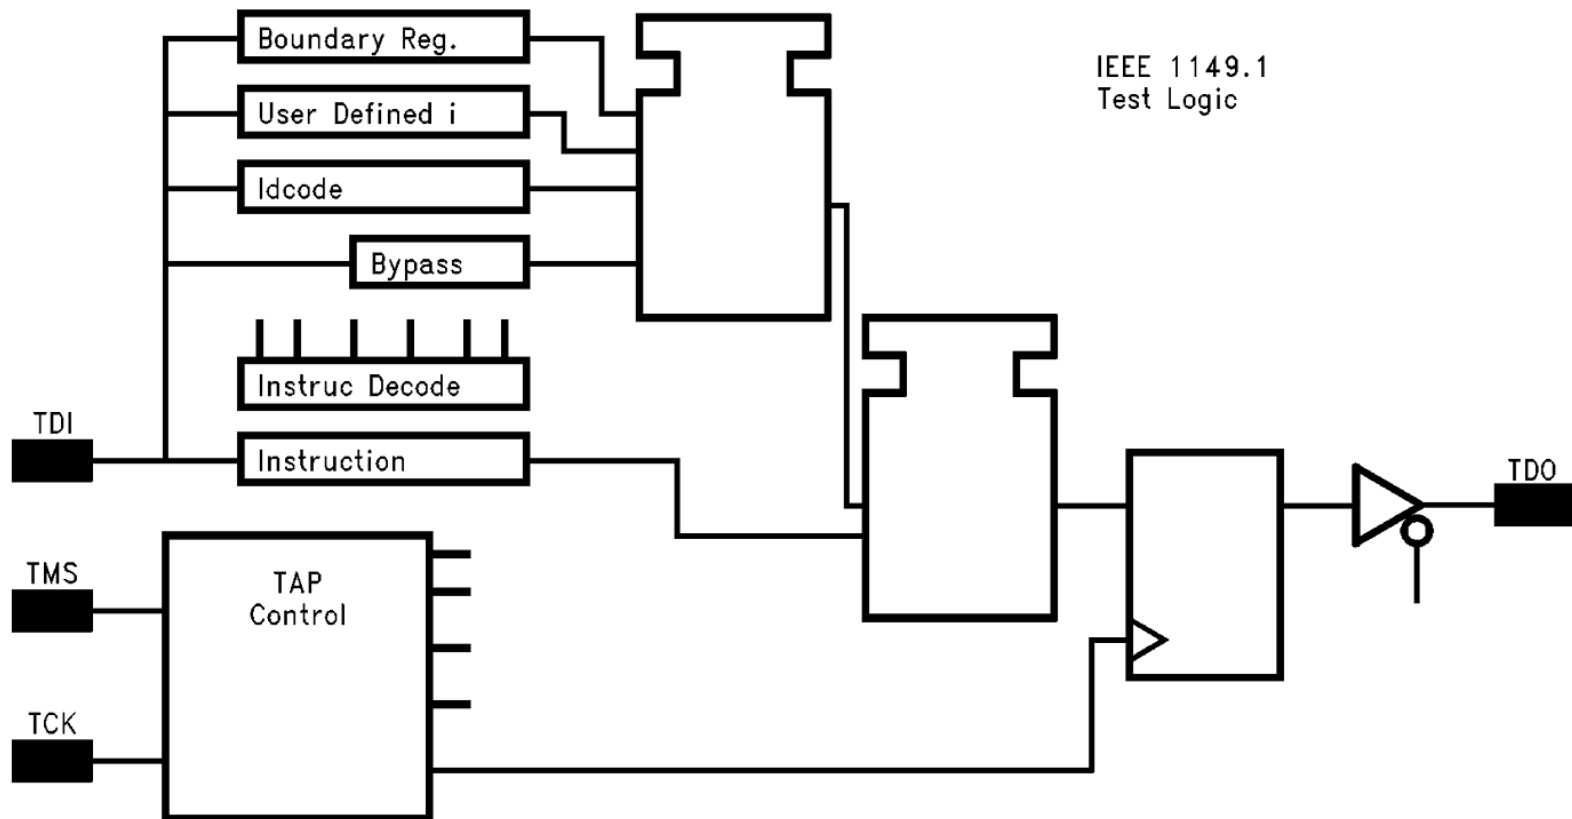 Boundary Reg.
IEEE 1149.1
Test Logic
User Defined i
Idcode
Bypass
Instruc Decode
TDI
Instruction
TDO
TMS
TAP
Control
TCK